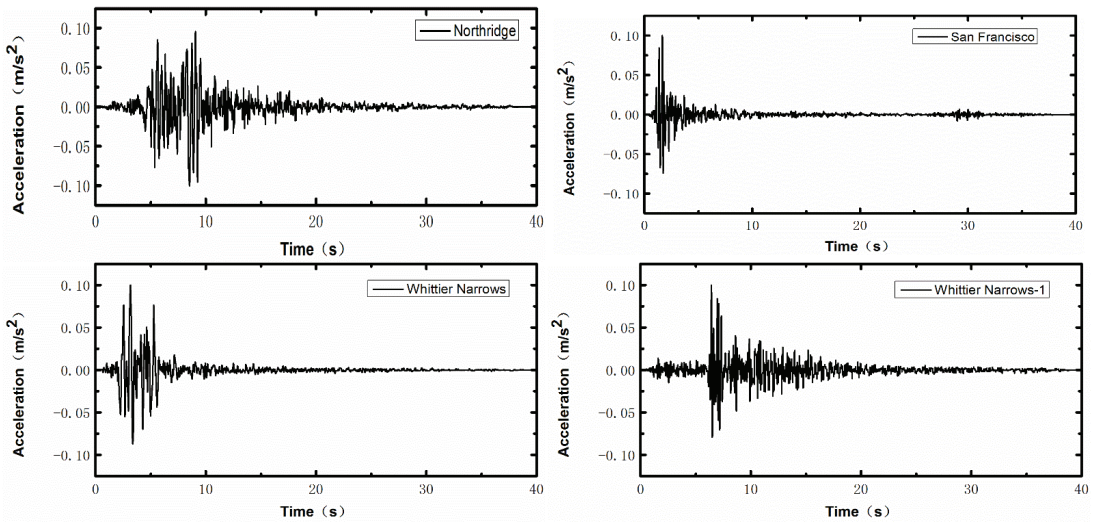 Northridge
Acceleration（m/s²）
0.10
0.05
0.00
-0.05
-0.10
0 10 20 30 40
Time（s）
San Francisco
Acceleration（m/s²）
0.10
0.05
0.00
-0.05
-0.10
0 10 20 30 40
Time（s）
Whittier Narrows
Acceleration（m/s²）
0.10
0.05
0.00
-0.05
-0.10
0 10 20 30 40
Time（s）
Whittier Narrows-1
Acceleration（m/s²）
0.10
0.05
0.00
-0.05
-0.10
0 10 20 30 40
Time（s）